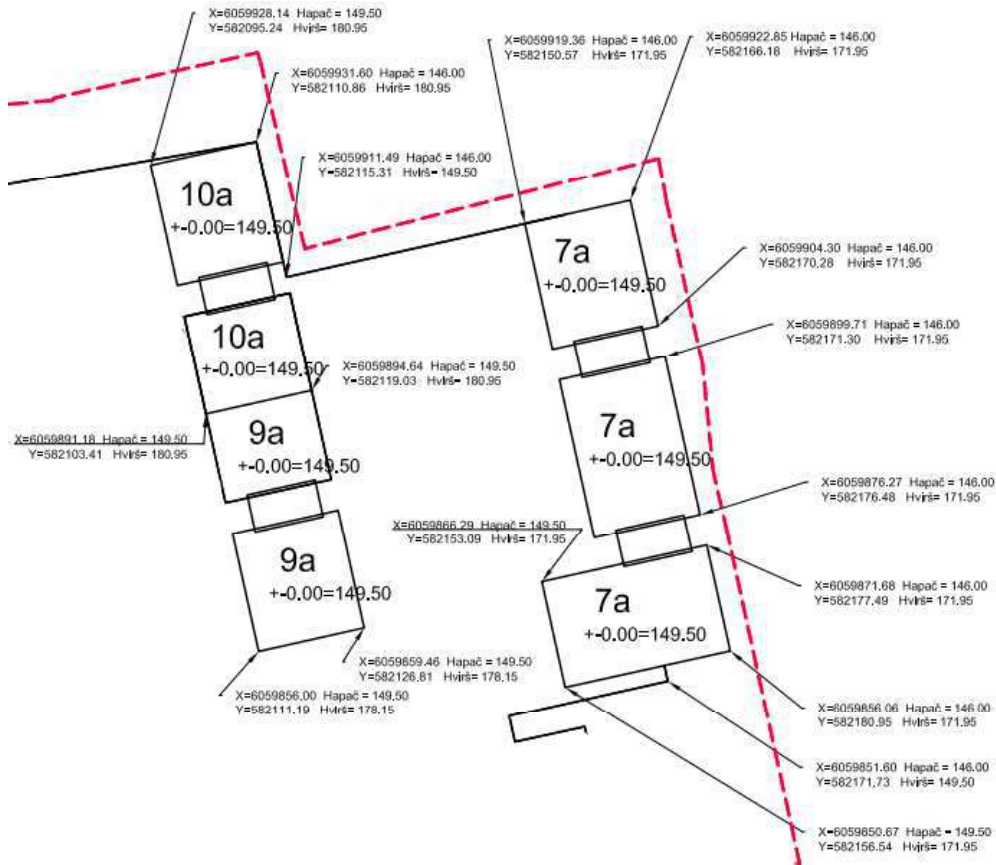 X=6059928.14 Hapač = 149.50
Y=582095.24 Hvirš= 180.95
X=6059931.60 Hapač = 146.00
Y=582110.86 Hvirš= 180.95
X=6059919.36 Hapač = 146.00
Y=582150.57 Hvirš= 171.95
X=6059922.85 Hapač = 146.00
Y=582166.18 Hvirš= 171.95
X=6059911.49 Hapač = 146.00
Y=582115.31 Hvirš= 149.50
10a
+-0.00=149.50
7a
+-0.00=149.50
X=6059904.30 Hapač = 146.00
Y=582170.28 Hvirš= 171.95
10a
+-0.00=149.50
X=6059899.71 Hapač = 146.00
Y=582171.30 Hvirš= 171.95
X=6059894.64 Hapač = 149.50
Y=582119.03 Hvirš= 180.95
X=6059891.18 Hapač = 149.50
Y=582103.41 Hvirš= 180.95
9a
+-0.00=149.50
7a
+-0.00=149.50
X=6059876.27 Hapač = 146.00
Y=582176.48 Hvirš= 171.95
X=6059866.29 Hapač = 149.50
Y=582153.09 Hvirš= 171.95
9a
+-0.00=149.50
7a
+-0.00=149.50
X=6059871.68 Hapač = 146.00
Y=582177.49 Hvirš= 171.95
X=6059859.46 Hapač = 149.50
Y=582126.81 Hvirš= 178.15
X=6059856.00 Hapač = 149.50
Y=582111.19 Hvirš= 178.15
X=6059856.06 Hapač = 146.00
Y=582180.95 Hvirš= 171.95
X=6059851.60 Hapač = 146.00
Y=582171.73 Hvirš= 149.50
X=6059850.67 Hapač = 149.50
Y=582156.54 Hvirš= 171.95